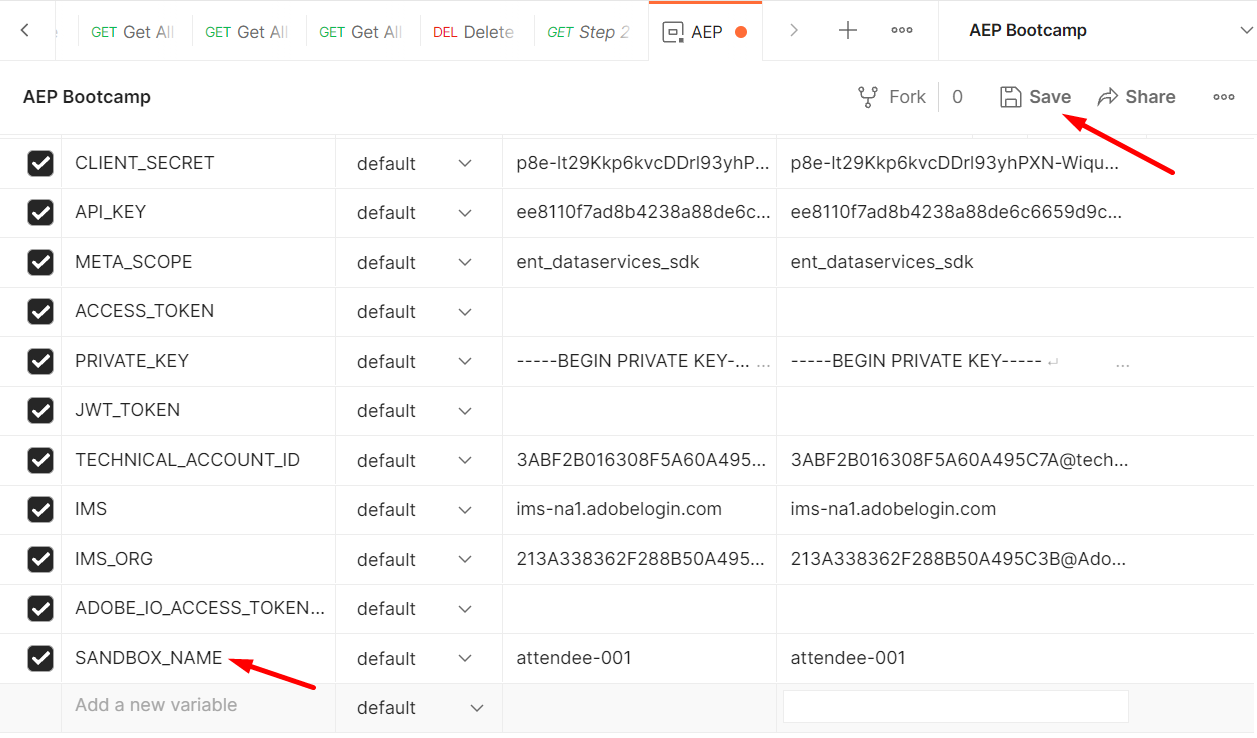 GET Get All GET Get All GET Get All DEL Delete GET Step 2 AEP AEP Bootcamp
AEP Bootcamp Fork 0 Save Share
CLIENT_SECRET default p8e-lt29Kkp6kvcDDrl93yhP... p8e-lt29Kkp6kvcDDrl93yhPXN-Wiqu...
API_KEY default ee8110f7ad8b4238a88de6c... ee8110f7ad8b4238a88de6c6659d9c...
META_SCOPE default ent_dataservices_sdk ent_dataservices_sdk
ACCESS_TOKEN default
PRIVATE_KEY default -----BEGIN PRIVATE KEY-... ... -----BEGIN PRIVATE KEY----- ↵ ...
JWT_TOKEN default
TECHNICAL_ACCOUNT_ID default 3ABF2B016308F5A60A495... 3ABF2B016308F5A60A495C7A@tech...
IMS default ims-na1.adobelogin.com ims-na1.adobelogin.com
IMS_ORG default 213A338362F288B50A495... 213A338362F288B50A495C3B@Ado...
ADOBE_IO_ACCESS_TOKEN... default
SANDBOX_NAME default attendee-001 attendee-001
Add a new variable default